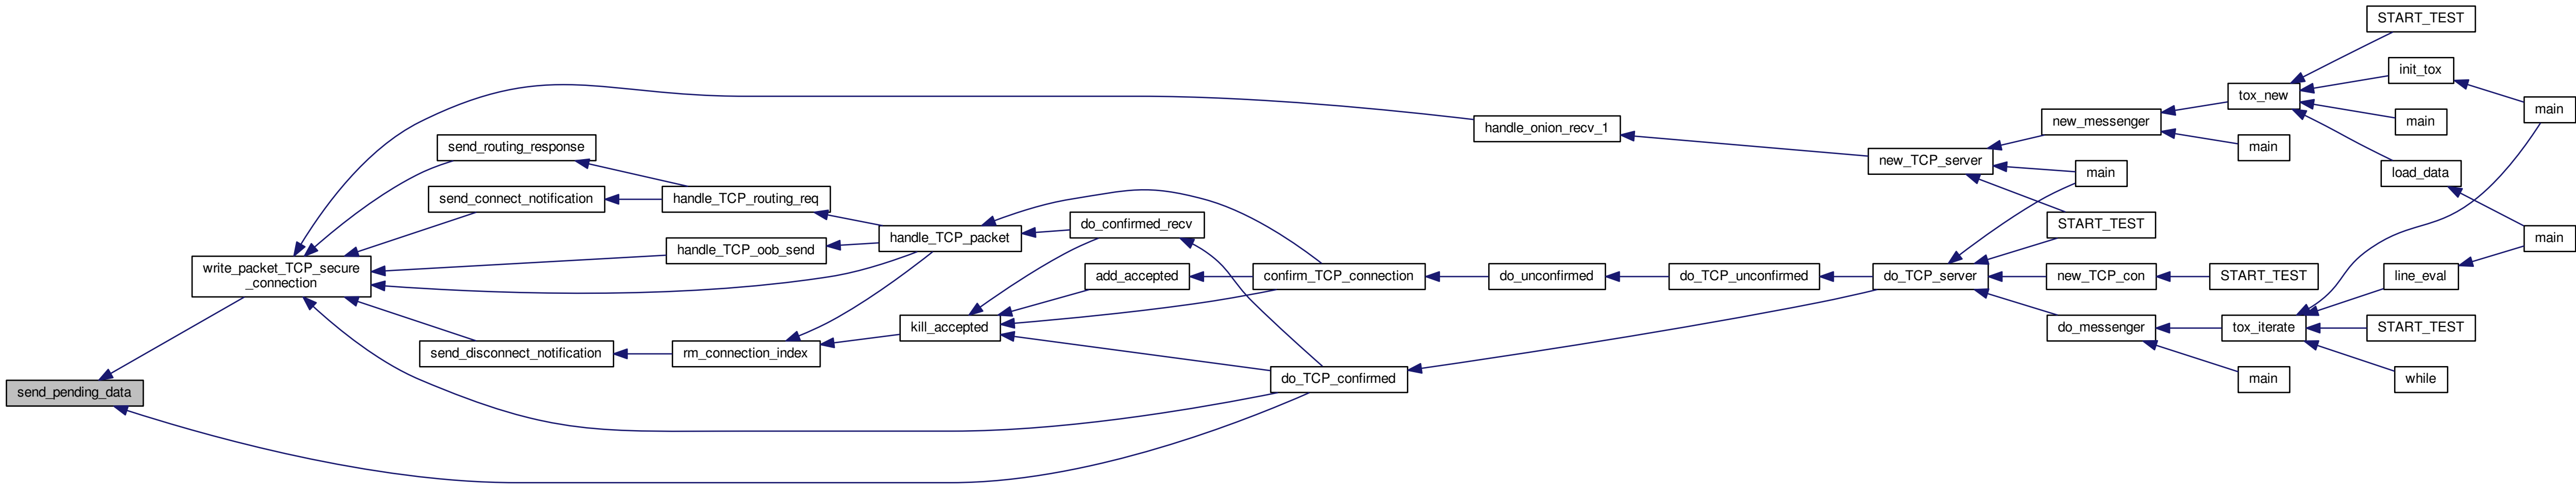 send_pending_data
write_packet_TCP_secure
_connection
send_routing_response
send_connect_notification
send_disconnect_notification
handle_TCP_routing_req
handle_TCP_oob_send
rm_connection_index
handle_TCP_packet
kill_accepted
do_confirmed_recv
add_accepted
confirm_TCP_connection
do_TCP_confirmed
handle_onion_recv_1
do_unconfirmed
do_TCP_unconfirmed
new_TCP_server
do_TCP_server
new_messenger
main
START_TEST
new_TCP_con
do_messenger
tox_new
main
START_TEST
tox_iterate
main
START_TEST
init_tox
main
load_data
line_eval
START_TEST
while
main
main